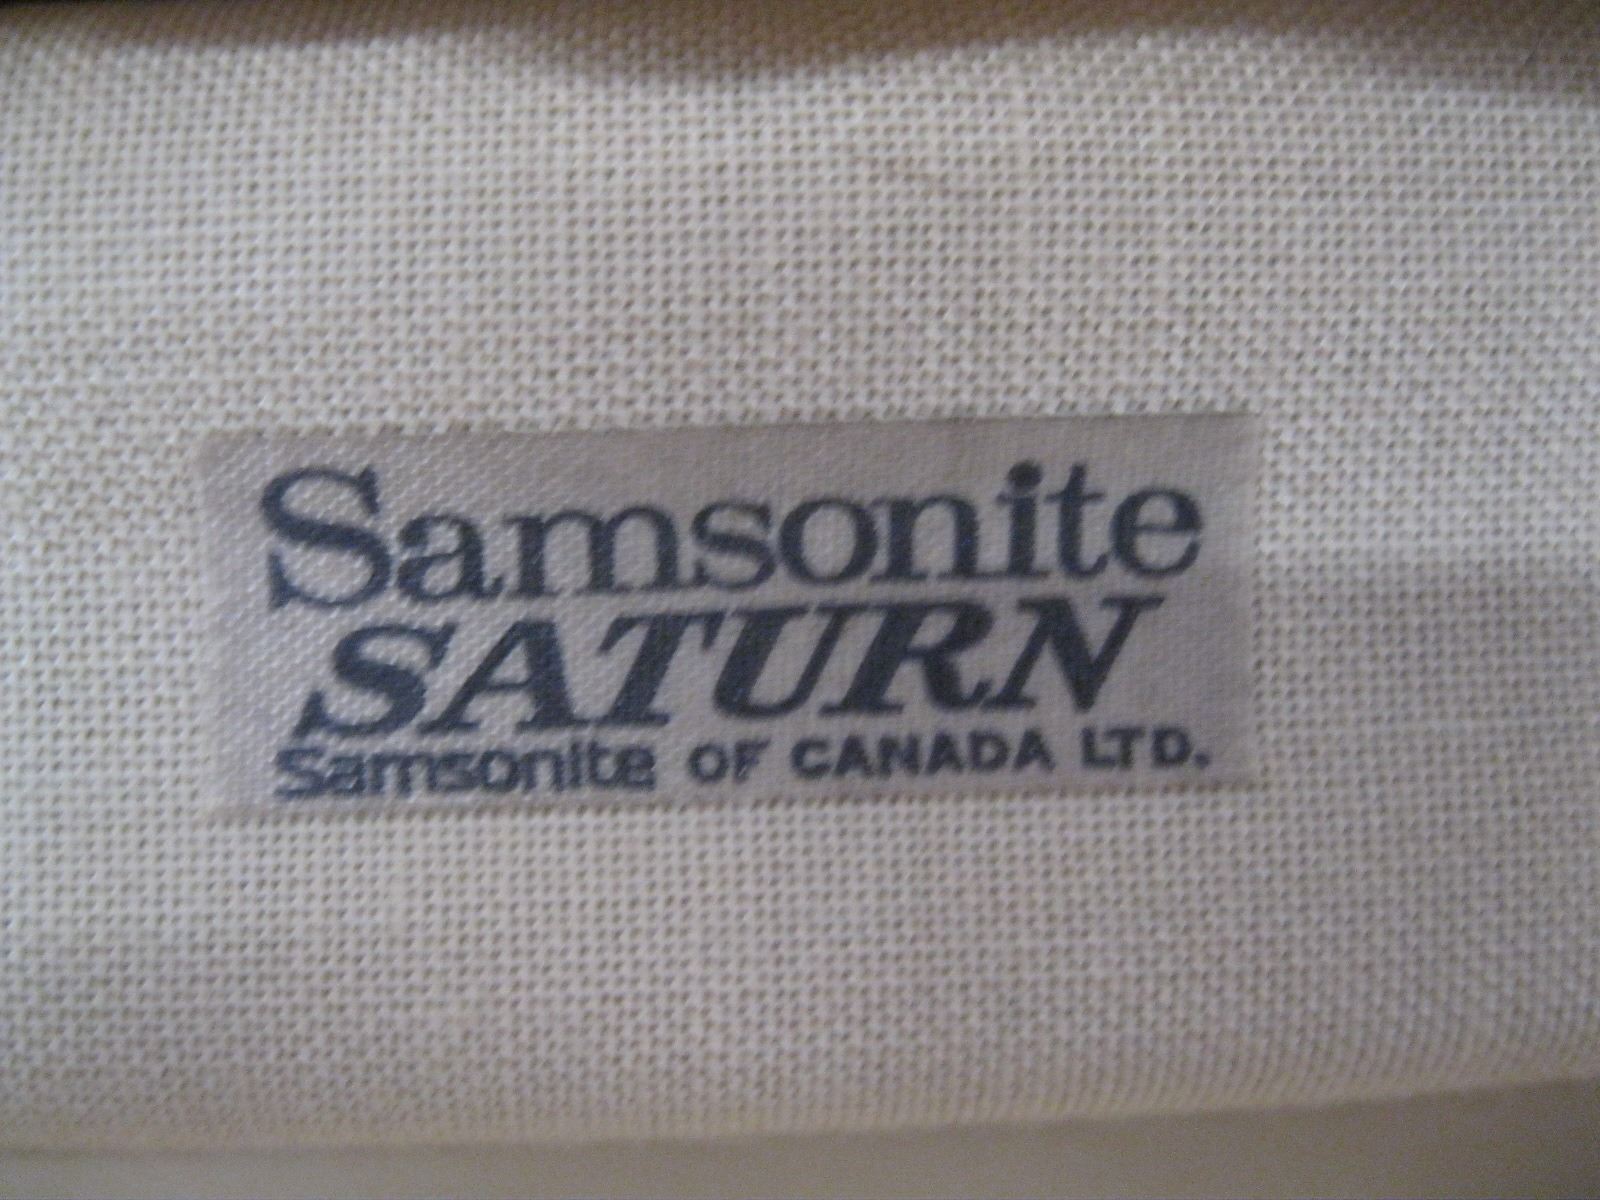 Samsonite
SATURN
Samsonite OF CANADA LTD.